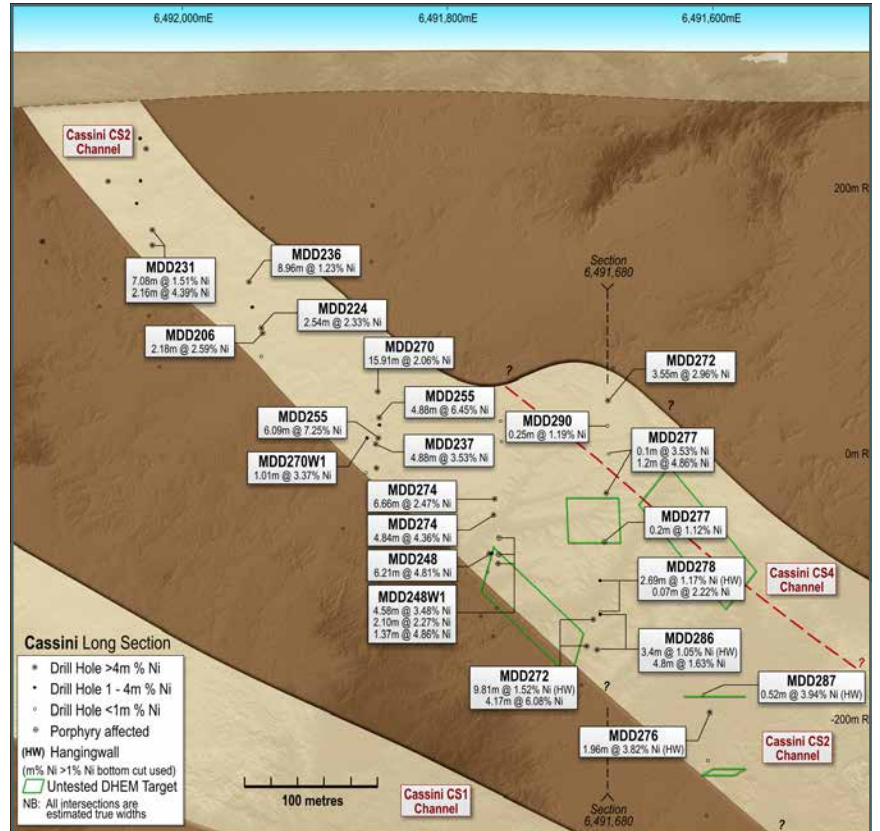 6,492,000mE
6,491,800mE
6,491,600mE
Cassini CS2
Channel
200m R
MDD231
7.08m @ 1.51% Ni
2.16m @ 4.39% Ni
MDD236
8.96m @ 1.23% Ni
Section
6,491,680
MDD224
2.54m @ 2.33% Ni
MDD206
2.18m @ 2.59% Ni
MDD270
15.91m @ 2.06% Ni
?
MDD272
3.55m @ 2.96% Ni
MDD255
4.88m @ 6.45% Ni
?
MDD255
6.09m @ 7.25% Ni
MDD290
0.25m @ 1.19% Ni
MDD237
4.88m @ 3.53% Ni
MDD277
0.1m @ 3.53% Ni
1.2m @ 4.86% Ni
0m R
MDD270W1
1.01m @ 3.37% Ni
MDD274
6.66m @ 2.47% Ni
MDD274
4.84m @ 4.36% Ni
MDD277
0.2m @ 1.12% Ni
MDD248
6.21m @ 4.81% Ni
MDD278
2.69m @ 1.17% Ni (HW)
0.07m @ 2.22% Ni
Cassini CS4
Channel
MDD248W1
4.58m @ 3.48% Ni
2.10m @ 2.27% Ni
1.37m @ 4.86% Ni
MDD286
3.4m @ 1.05% Ni (HW)
4.8m @ 1.63% Ni
?
MDD272
9.81m @ 1.52% Ni (HW)
4.17m @ 6.08% Ni
?
MDD287
0.52m @ 3.94% Ni (HW)
-200m R
MDD276
1.96m @ 3.82% Ni (HW)
Cassini CS2
Channel
Cassini Long Section
Drill Hole >4m % Ni
Drill Hole 1 - 4m % Ni
Drill Hole <1m % Ni
Porphyry affected
(HW) Hangingwall
(m% Ni >1% Ni bottom cut used)
Untested DHEM Target
NB: All intersections are
estimated true widths
100 metres
Cassini CS1
Channel
Section
6,491,680
?